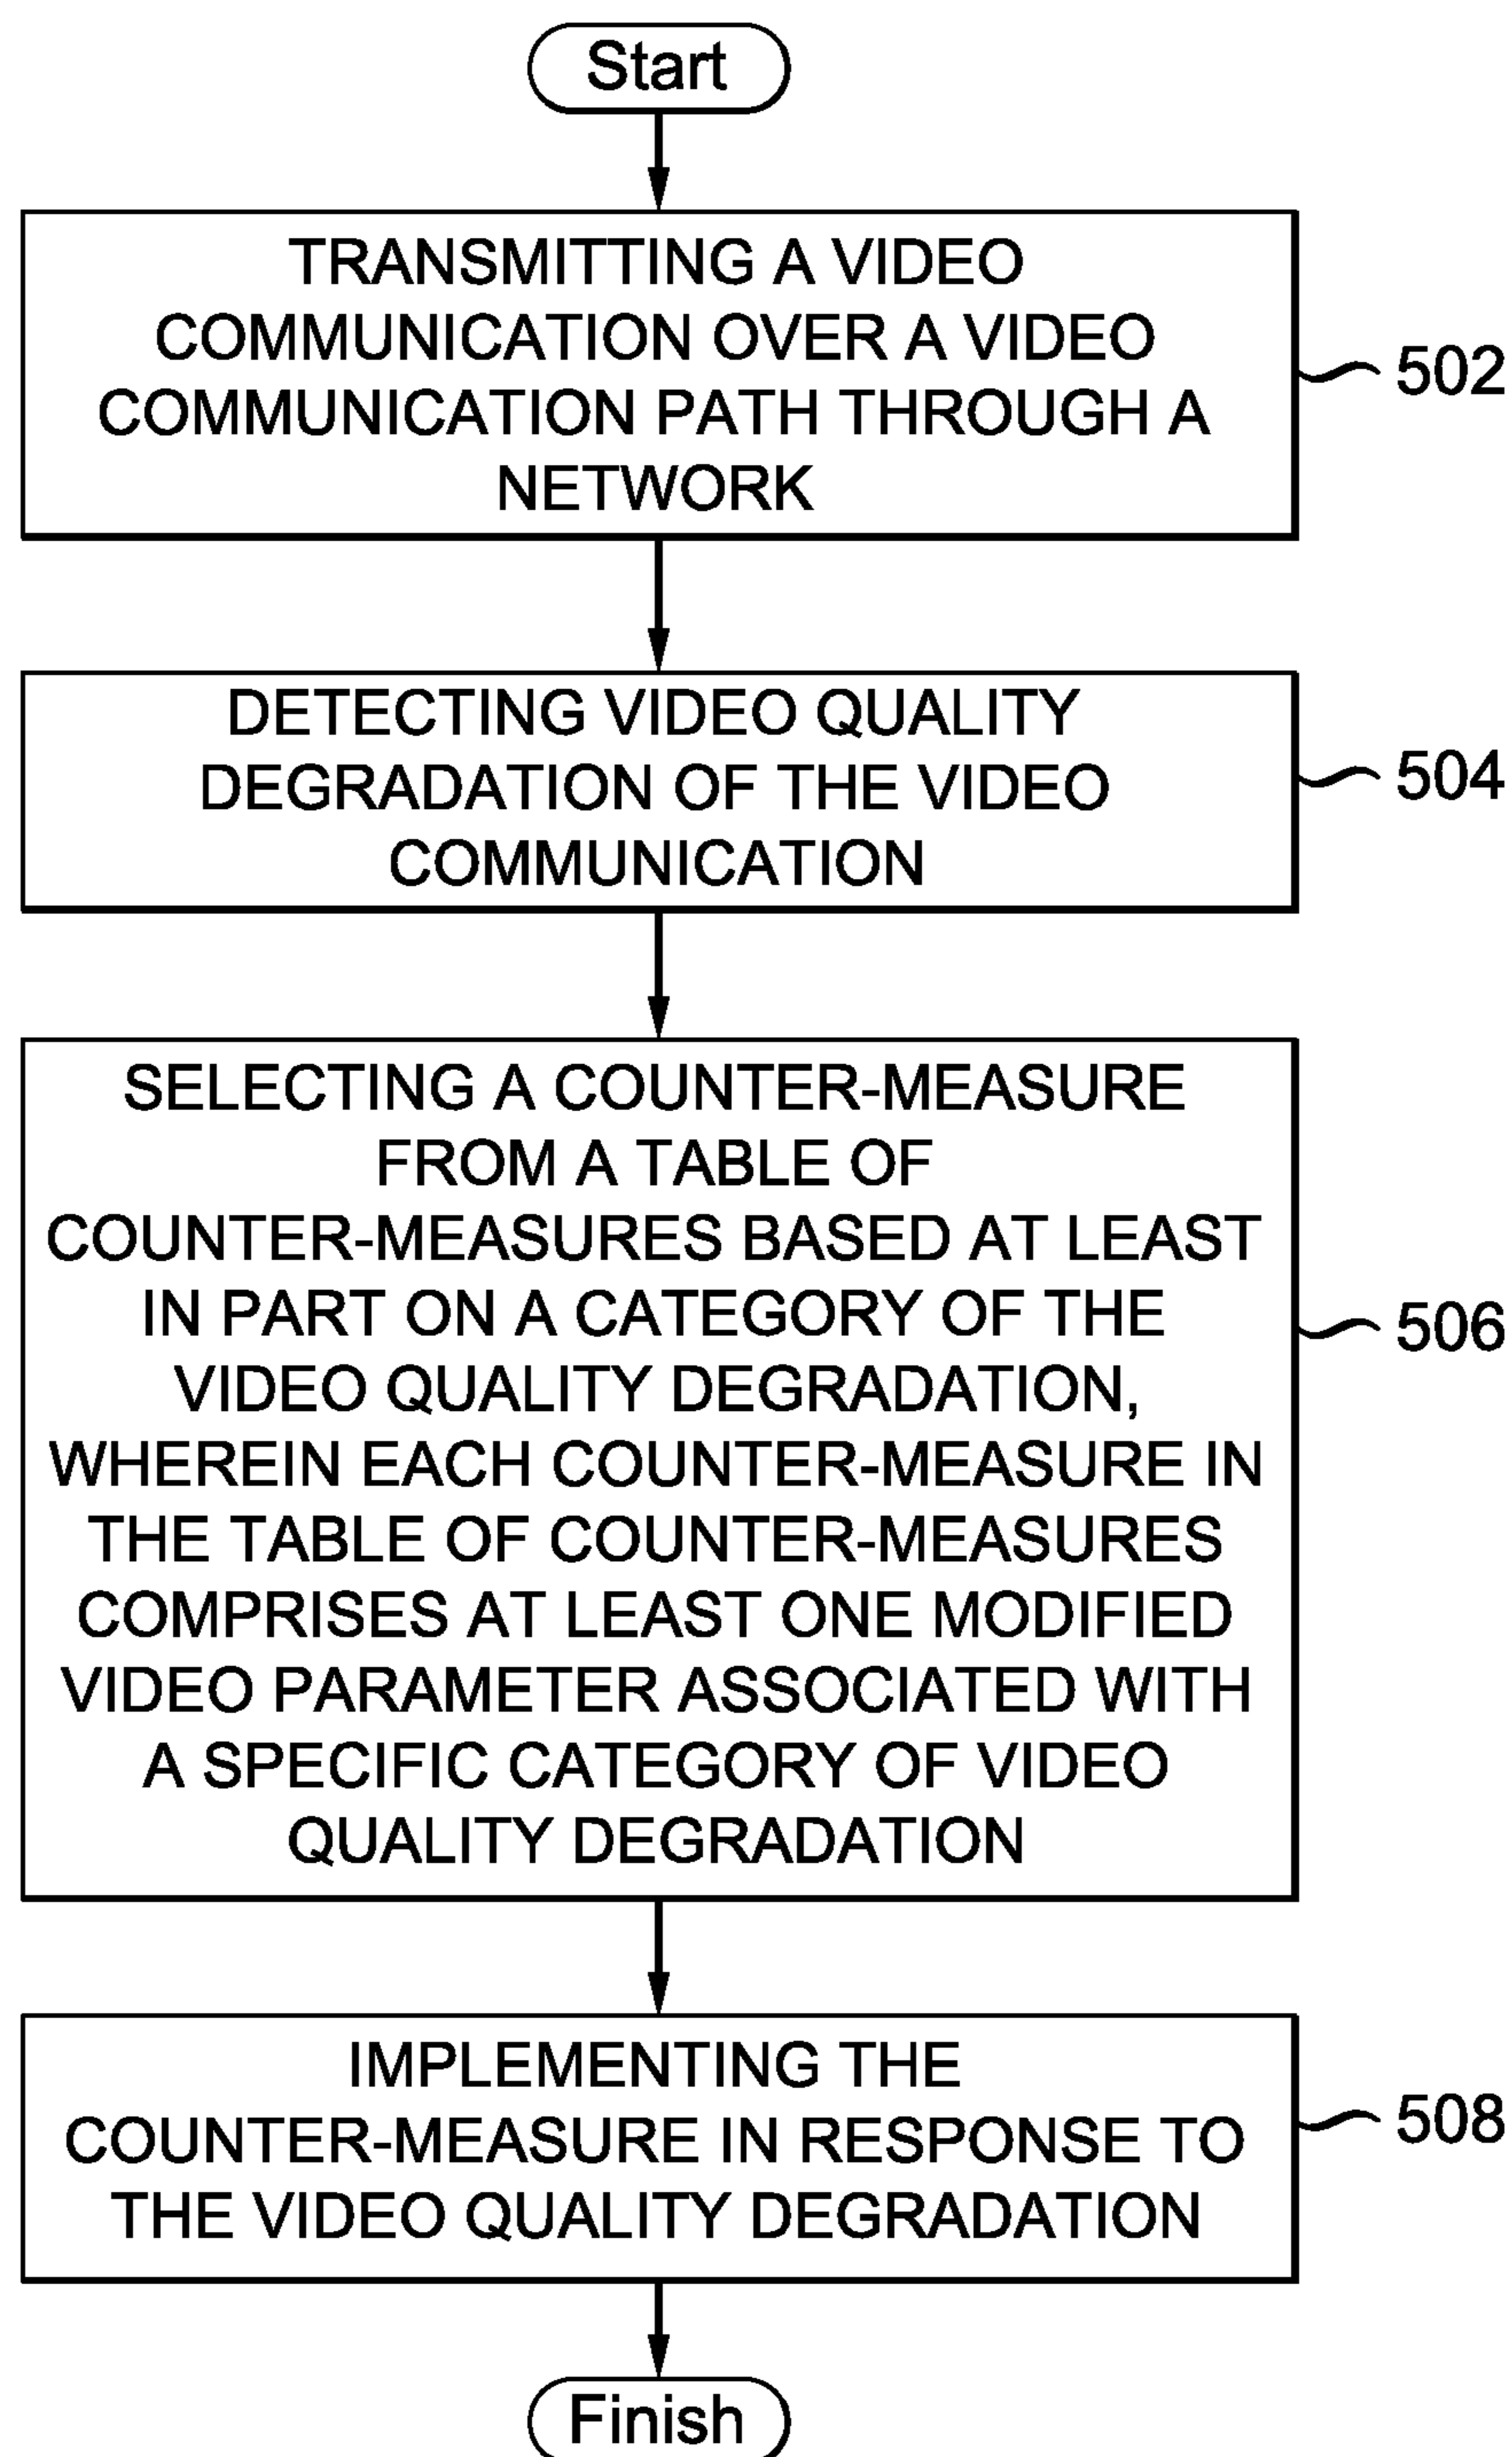 Start
TRANSMITTING A VIDEO
COMMUNICATION OVER A VIDEO
COMMUNICATION PATH THROUGH A
NETWORK
502
DETECTING VIDEO QUALITY
DEGRADATION OF THE VIDEO
COMMUNICATION
504
SELECTING A COUNTER-MEASURE
FROM A TABLE OF
COUNTER-MEASURES BASED AT LEAST
IN PART ON A CATEGORY OF THE
VIDEO QUALITY DEGRADATION,
WHEREIN EACH COUNTER-MEASURE IN
THE TABLE OF COUNTER-MEASURES
COMPRISES AT LEAST ONE MODIFIED
VIDEO PARAMETER ASSOCIATED WITH
A SPECIFIC CATEGORY OF VIDEO
QUALITY DEGRADATION
506
IMPLEMENTING THE
COUNTER-MEASURE IN RESPONSE TO
THE VIDEO QUALITY DEGRADATION
508
Finish